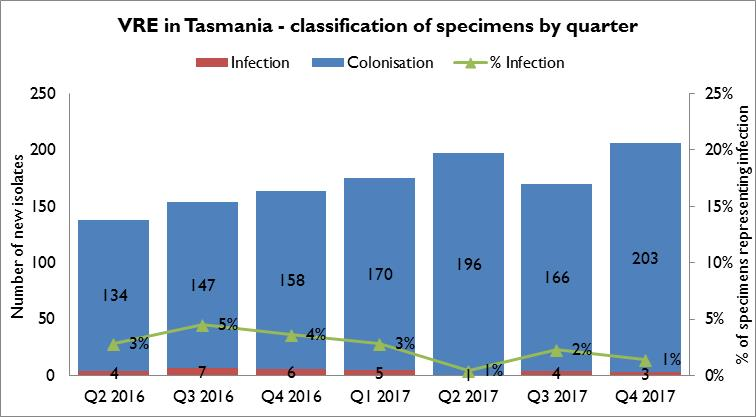 VRE in Tasmania - classification of specimens by quarter
Infection Colonisation % Infection
Number of new isolates
250
200
150
100
50
0
25%
20%
15%
10%
5%
0%
% of specimens representing infection
134 147 158 170 196 166 203
3% 5% 4% 3% 1% 2% 1%
4 7 6 5 1 4 3
Q2 2016 Q3 2016 Q4 2016 Q1 2017 Q2 2017 Q3 2017 Q4 2017